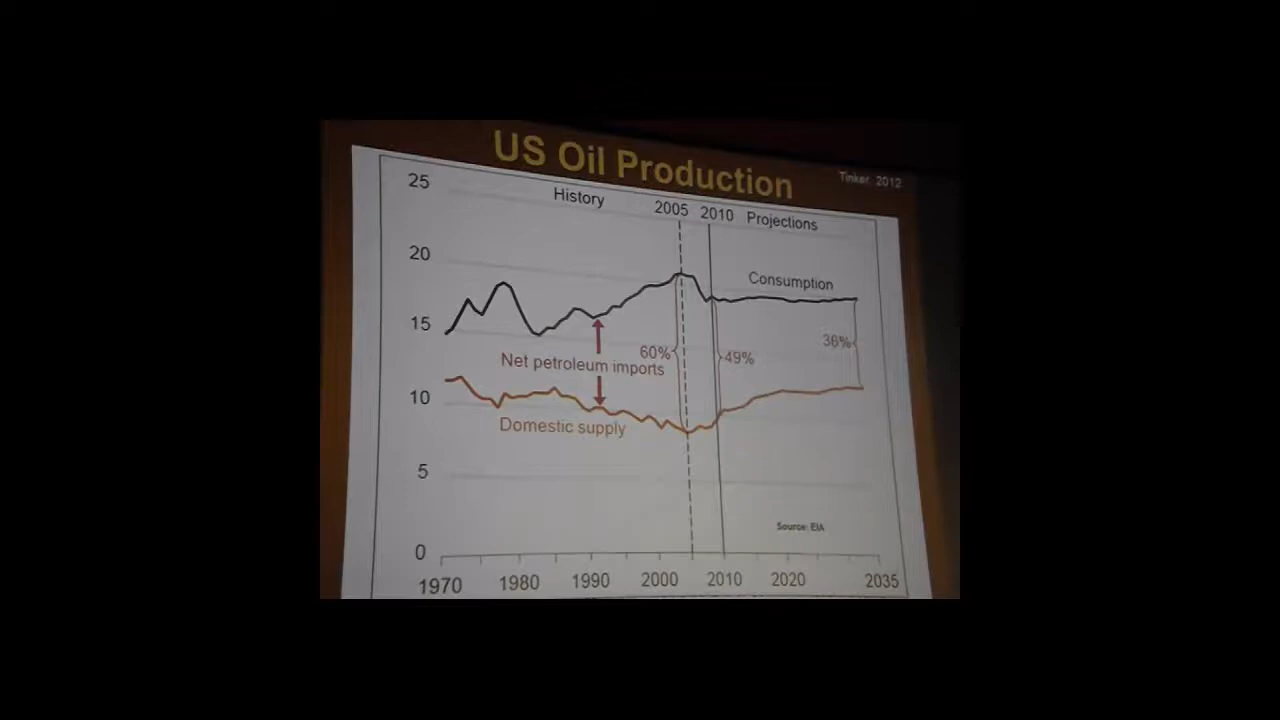 US Oil Production
Tinker, 2012
25
History
2005
2010
Projections
20
Consumption
15
60%
49%
36%
Net petroleum imports
10
Domestic supply
5
Source: EIA
0
1970
1980
1990
2000
2010
2020
2035